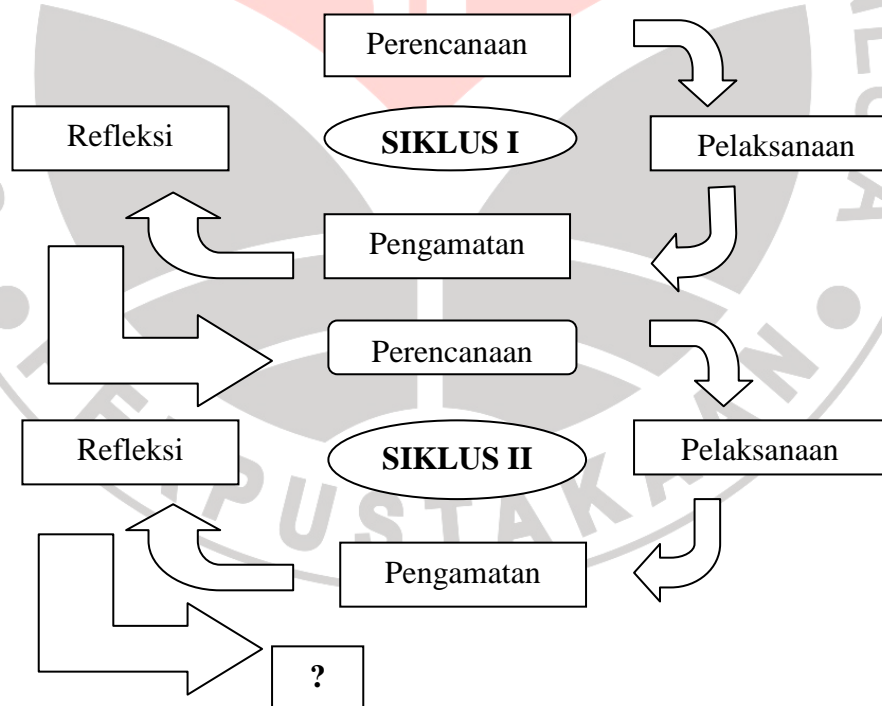 Perencanaan
Refleksi
SIKLUS I
Pelaksanaan
Pengamatan
Perencanaan
Refleksi
SIKLUS II
Pelaksanaan
Pengamatan
?